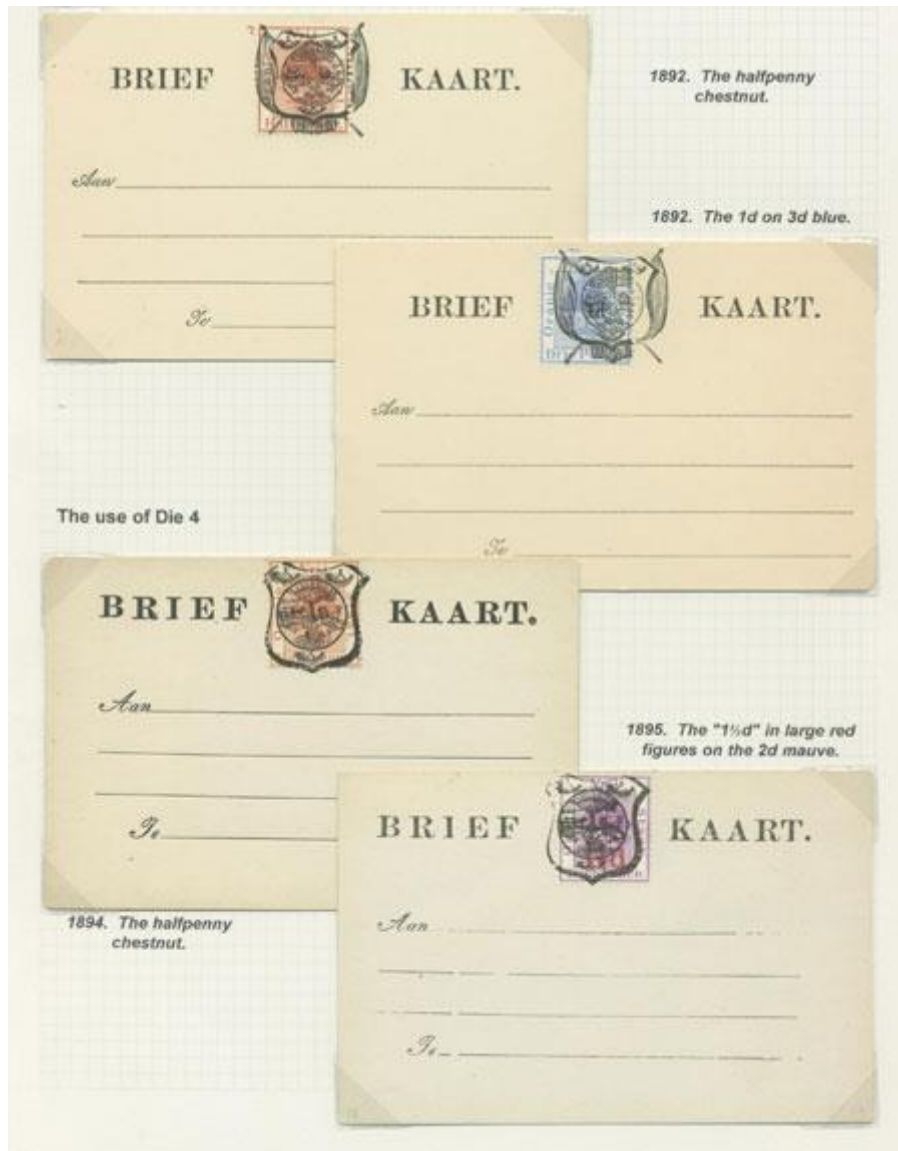 BRIEF KAART.
1892. The halfpenny
chestnut.
Aan
1892. The 1d on 3d blue.
Te
BRIEF KAART.
Aan
The use of Die 4
Te
BRIEF KAART.
Aan
1895. The "1½d" in large red
figures on the 2d mauve.
Te
BRIEF KAART.
1894. The halfpenny
chestnut.
Aan
Te